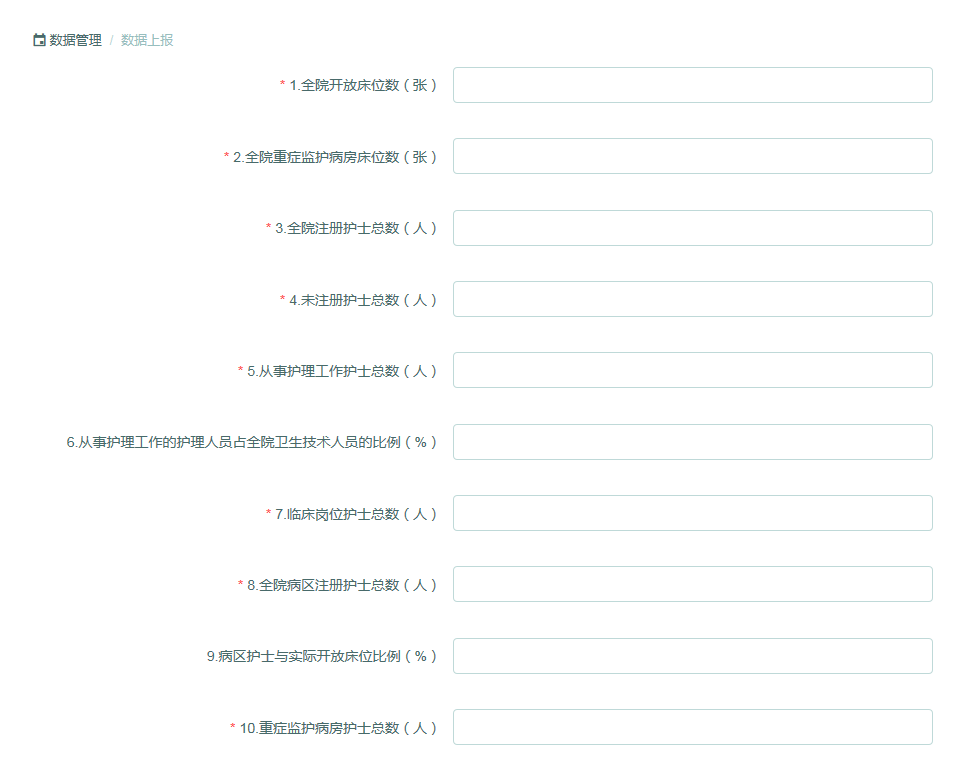 数据管理 / 数据上报
* 1.全院开放床位数（张）
* 2.全院重症监护病房床位数（张）
* 3.全院注册护士总数（人）
* 4.未注册护士总数（人）
* 5.从事护理工作护士总数（人）
6.从事护理工作的护理人员占全院卫生技术人员的比例（%）
* 7.临床岗位护士总数（人）
* 8.全院病区注册护士总数（人）
9.病区护士与实际开放床位比例（%）
* 10.重症监护病房护士总数（人）